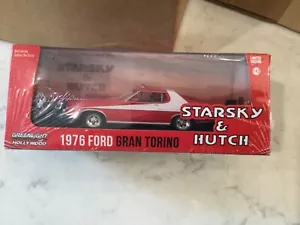 STARSKY
&
HUTCH
GREENLIGHT
HOLLYWOOD
1976 FORD GRAN TORINO